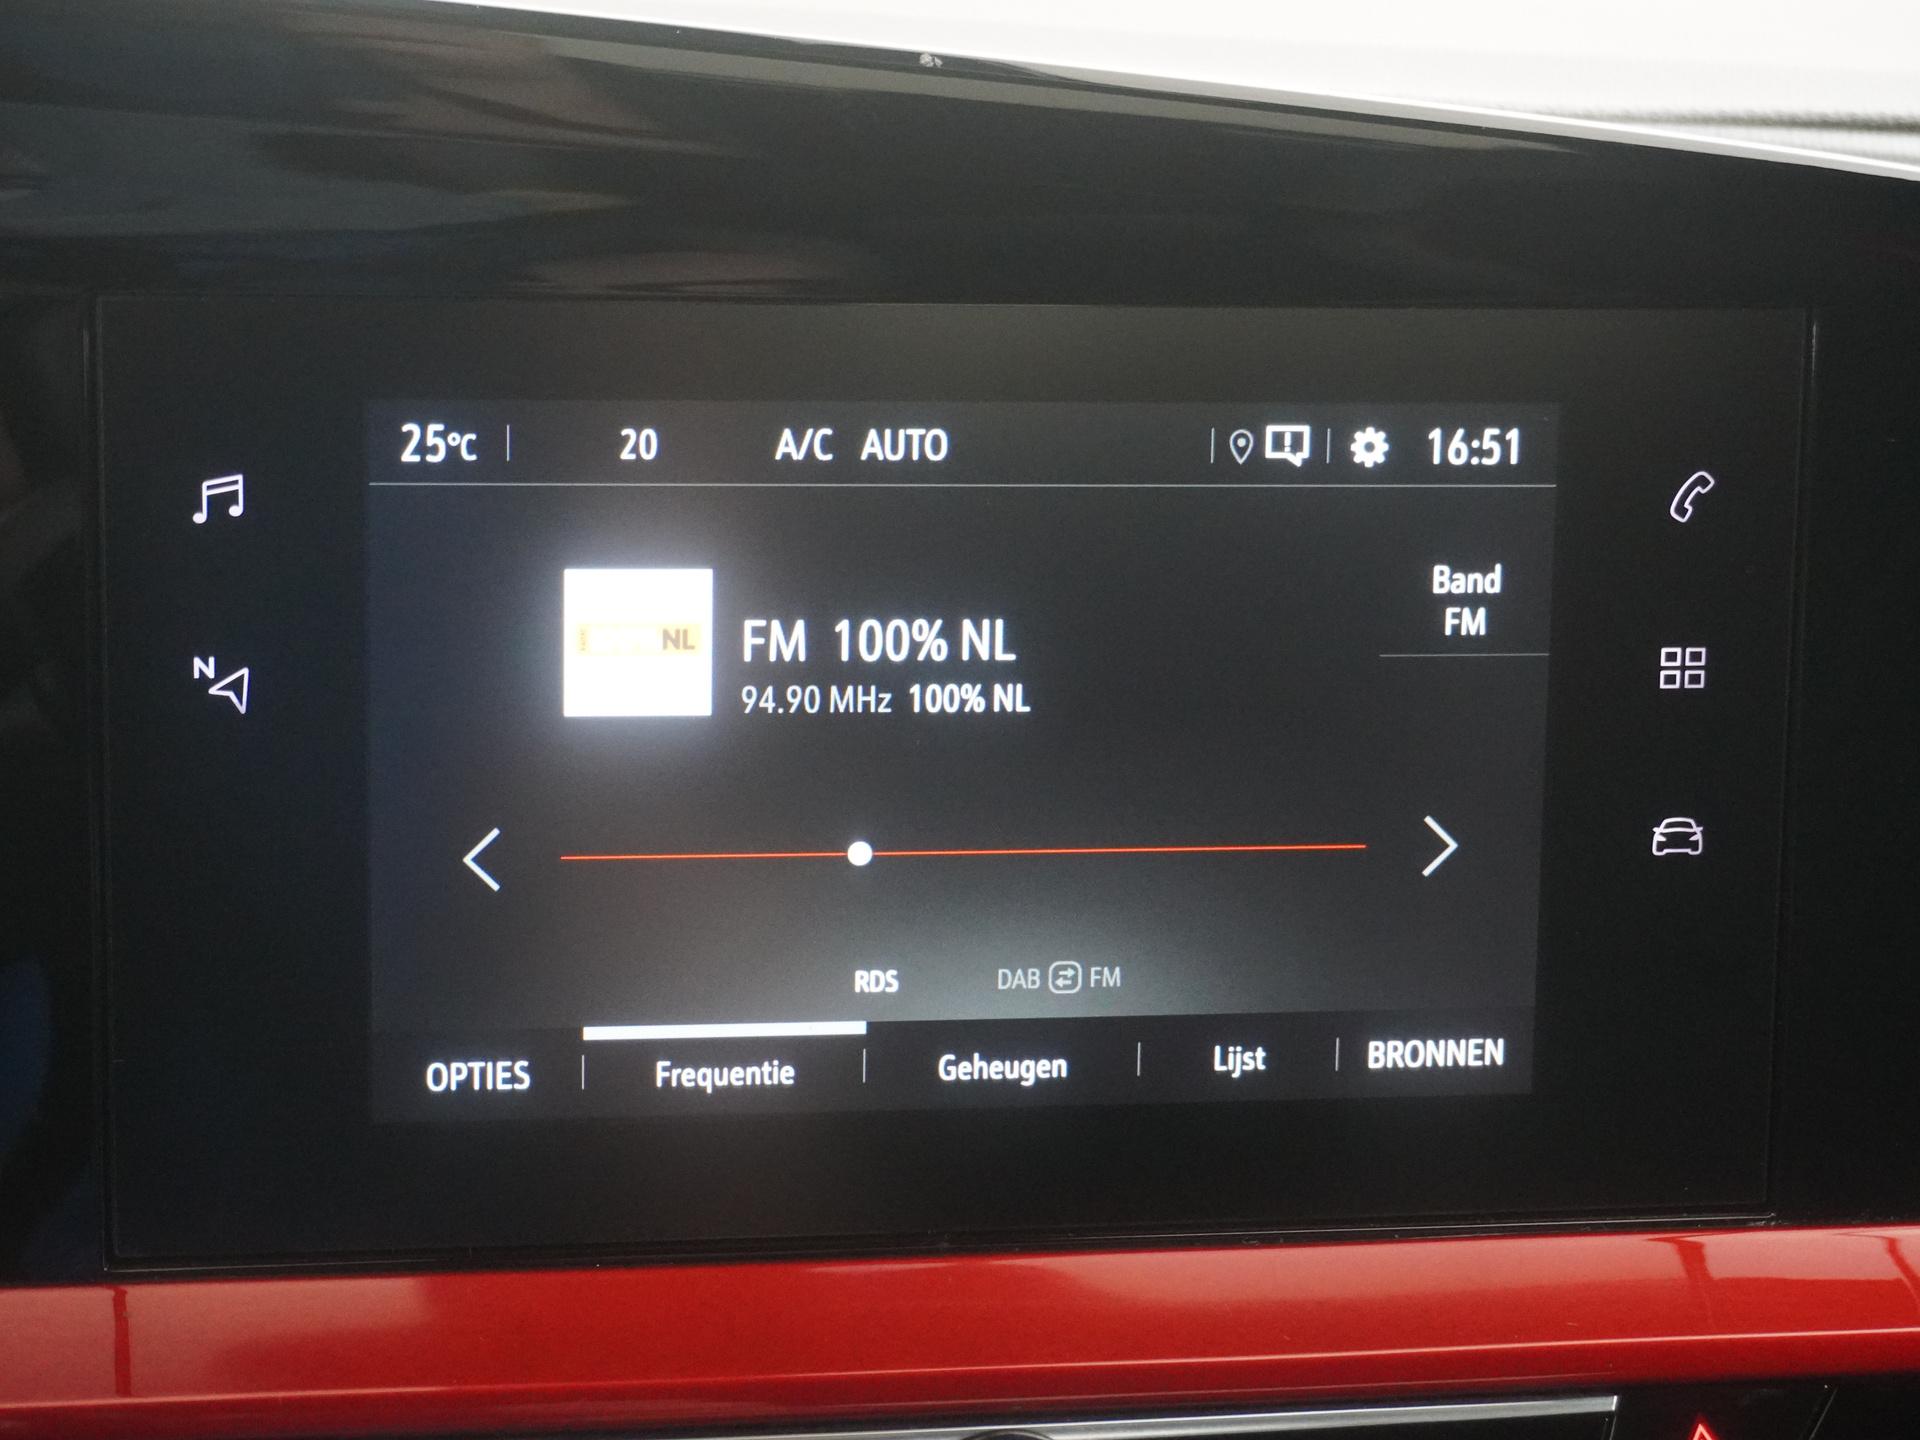 25°C 20 A/C AUTO 16:51
Band
FM
NL
FM 100% NL
94.90 MHz 100% NL
N
RDS DAB FM
OPTIES Frequentie Geheugen Lijst BRONNEN